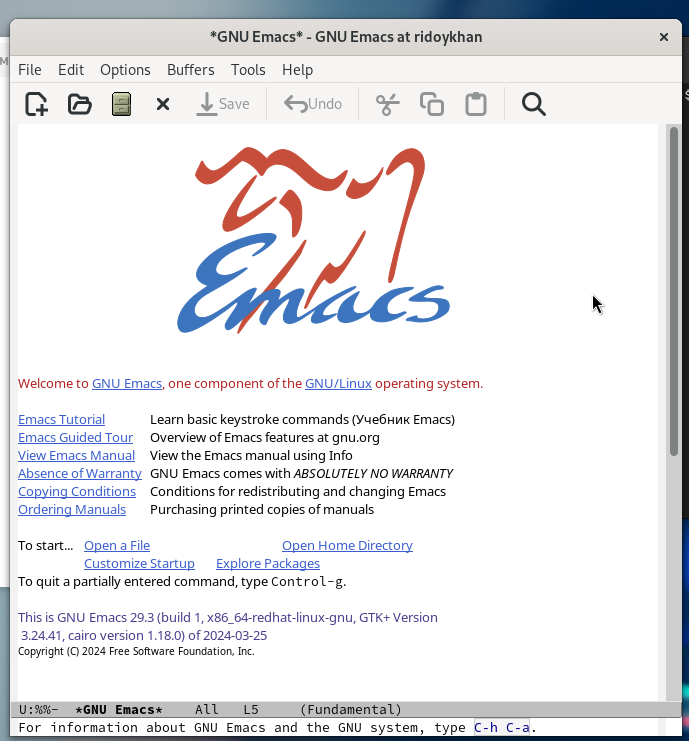 *GNU Emacs* - GNU Emacs at ridoykhan
File Edit Options Buffers Tools Help
Save Undo
Emacs
Welcome to GNU Emacs, one component of the GNU/Linux operating system.
Emacs Tutorial Learn basic keystroke commands (Учебник Emacs)
Emacs Guided Tour Overview of Emacs features at gnu.org
View Emacs Manual View the Emacs manual using Info
Absence of Warranty GNU Emacs comes with ABSOLUTELY NO WARRANTY
Copying Conditions Conditions for redistributing and changing Emacs
Ordering Manuals Purchasing printed copies of manuals
To start... Open a File Open Home Directory
Customize Startup Explore Packages
To quit a partially entered command, type Control-g.
This is GNU Emacs 29.3 (build 1, x86_64-redhat-linux-gnu, GTK+ Version
3.24.41, cairo version 1.18.0) of 2024-03-25
Copyright (C) 2024 Free Software Foundation, Inc.
U:%%- *GNU Emacs* All L5 (Fundamental)
For information about GNU Emacs and the GNU system, type C-h C-a.